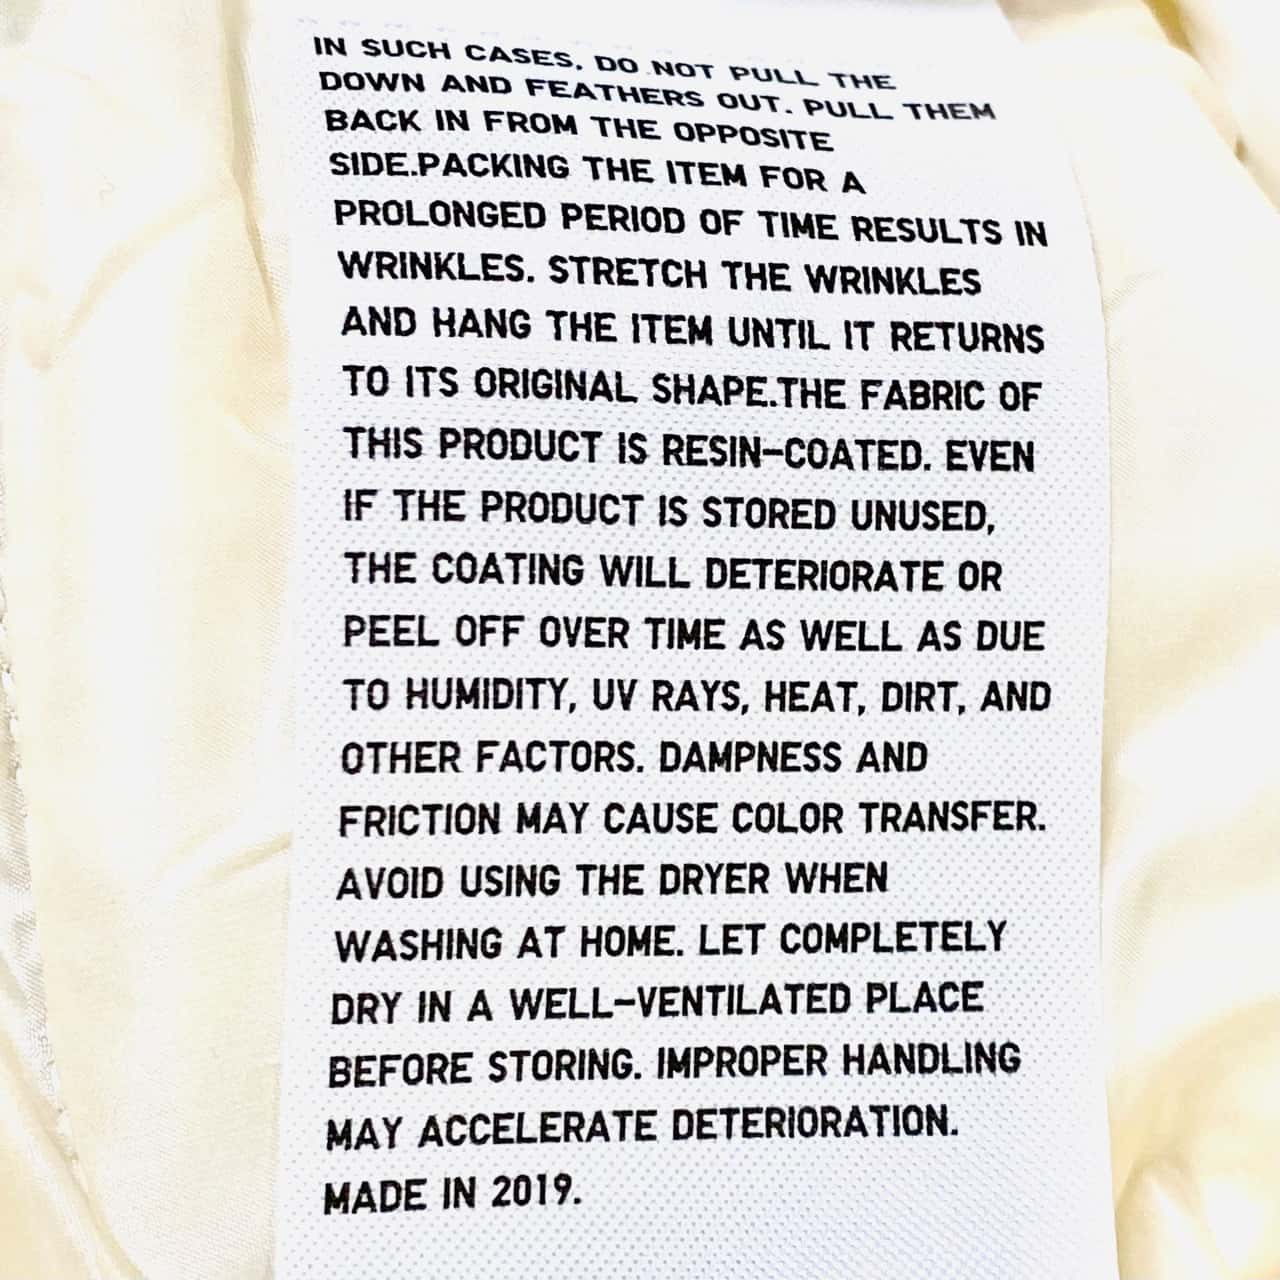 IN SUCH CASES, DO NOT PULL THE
DOWN AND FEATHERS OUT. PULL THEM
BACK IN FROM THE OPPOSITE
SIDE.PACKING THE ITEM FOR A
PROLONGED PERIOD OF TIME RESULTS IN
WRINKLES. STRETCH THE WRINKLES
AND HANG THE ITEM UNTIL IT RETURNS
TO ITS ORIGINAL SHAPE.THE FABRIC OF
THIS PRODUCT IS RESIN-COATED. EVEN
IF THE PRODUCT IS STORED UNUSED,
THE COATING WILL DETERIORATE OR
PEEL OFF OVER TIME AS WELL AS DUE
TO HUMIDITY, UV RAYS, HEAT, DIRT, AND
OTHER FACTORS. DAMPNESS AND
FRICTION MAY CAUSE COLOR TRANSFER.
AVOID USING THE DRYER WHEN
WASHING AT HOME. LET COMPLETELY
DRY IN A WELL-VENTILATED PLACE
BEFORE STORING. IMPROPER HANDLING
MAY ACCELERATE DETERIORATION.
MADE IN 2019.